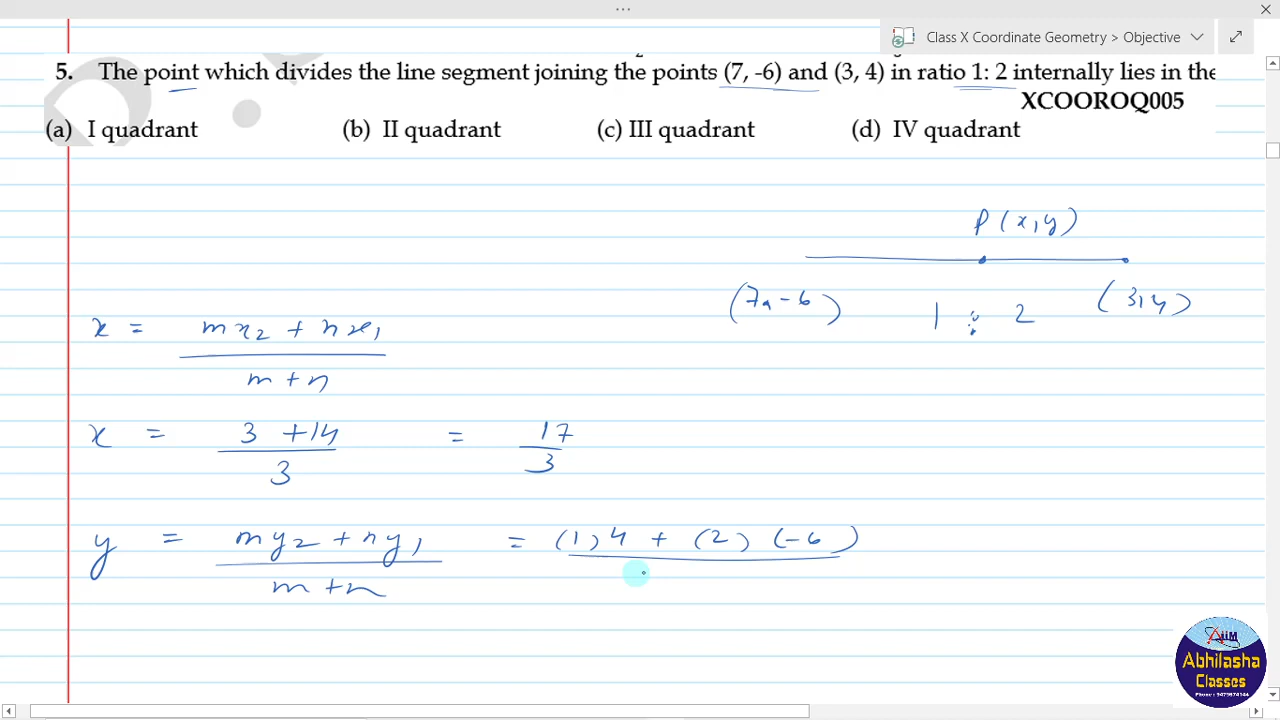 Class X Coordinate Geometry > Objective
5. The point which divides the line segment joining the points (7, -6) and (3, 4) in ratio 1: 2 internally lies in the
XCOOROQ005
(a) I quadrant (b) II quadrant (c) III quadrant (d) IV quadrant
P(x,y)
(7, -6) 1 : 2 (3,4)
x = mx2 + nx1
m + n
x = 3 + 14 = 17
3 3
y = my2 + ny1 = (1)4 + (2)(-6)
m + n
AIIM
Abhilasha
Classes